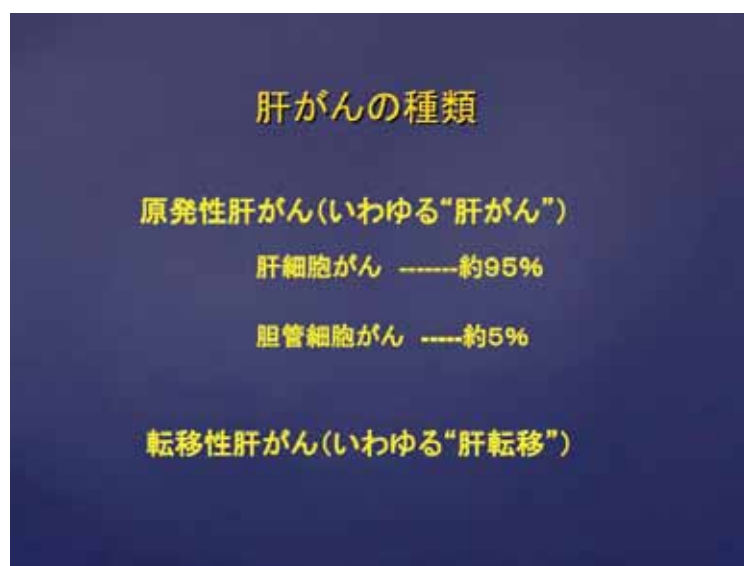 肝がんの種類
原発性肝がん(いわゆる“肝がん”)
肝細胞がん -------約95%
胆管細胞がん -----約5%
転移性肝がん(いわゆる“肝転移”)